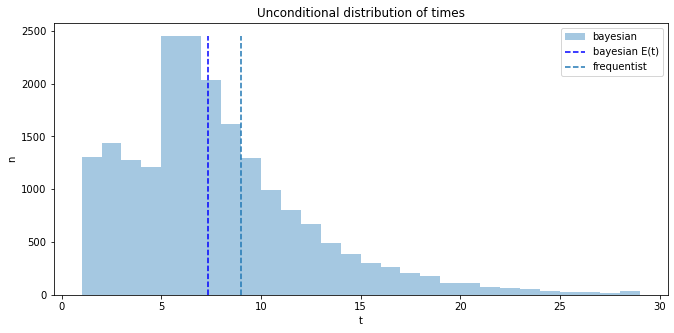 Unconditional distribution of times
bayesian
bayesian E(t)
frequentist
n
2500
2000
1500
1000
500
0
0 5 10 15 20 25 30
t